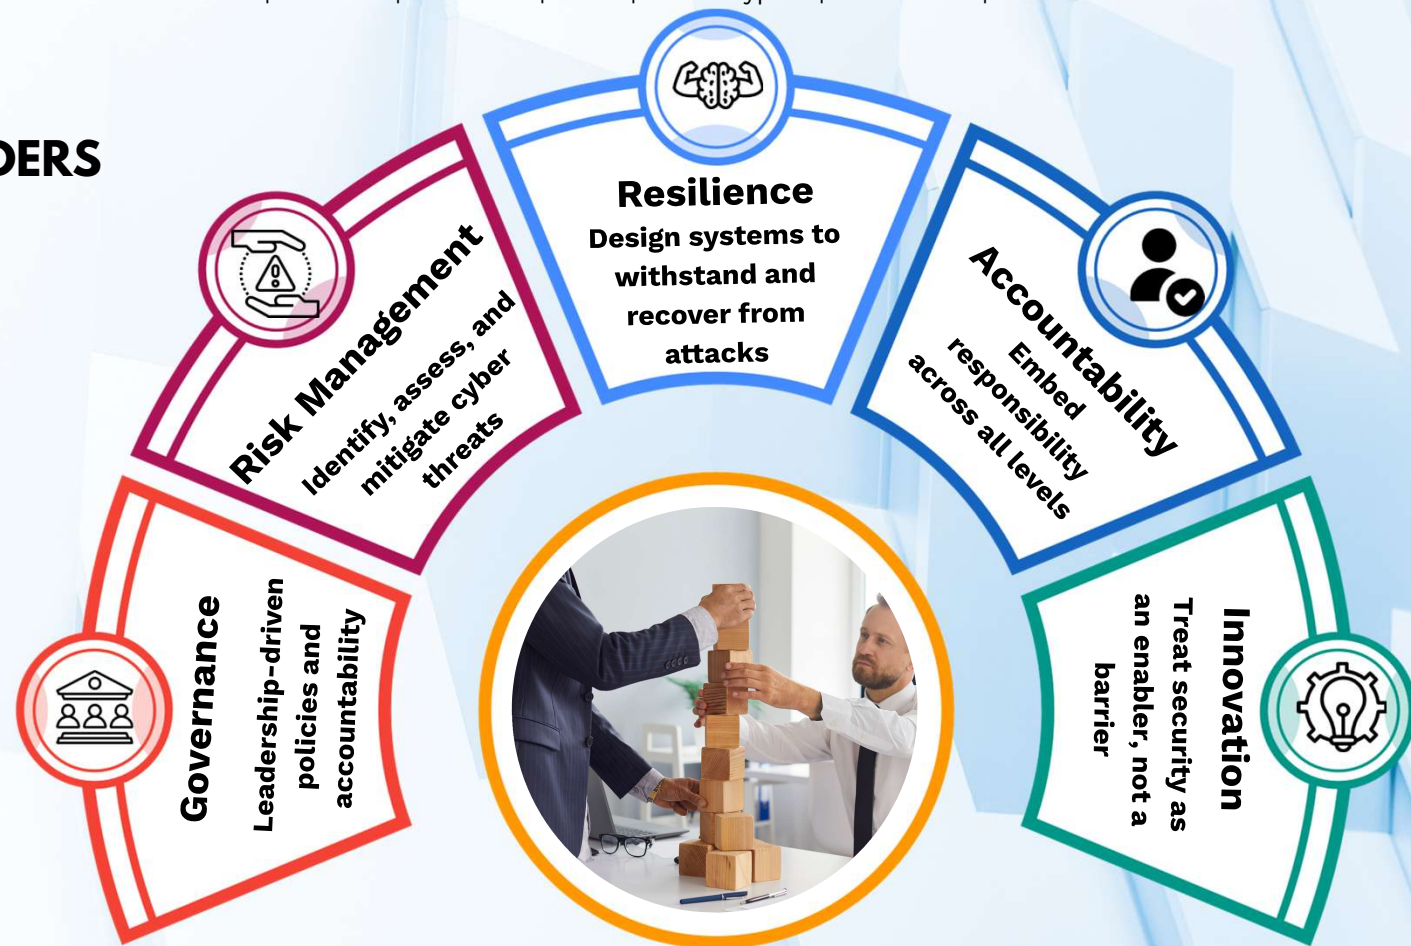 DERS
Governance
Leadership-driven
policies and
accountability
Risk Management
Identify, assess, and
mitigate cyber
threats
Resilience
Design systems to
withstand and
recover from
attacks
Accountability
Embed
responsibility
across all levels
Innovation
Treat security as
an enabler, not a
barrier